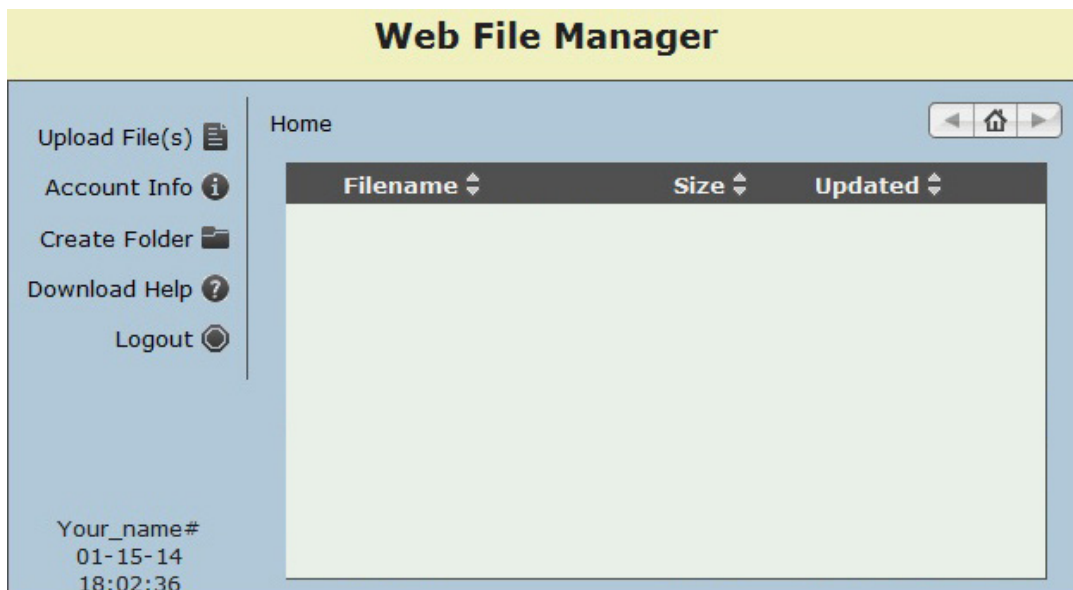 Web File Manager
Upload File(s)
Account Info
Create Folder
Download Help
Logout
Your_name#
01-15-14
18:02:36
Home
Filename Size Updated